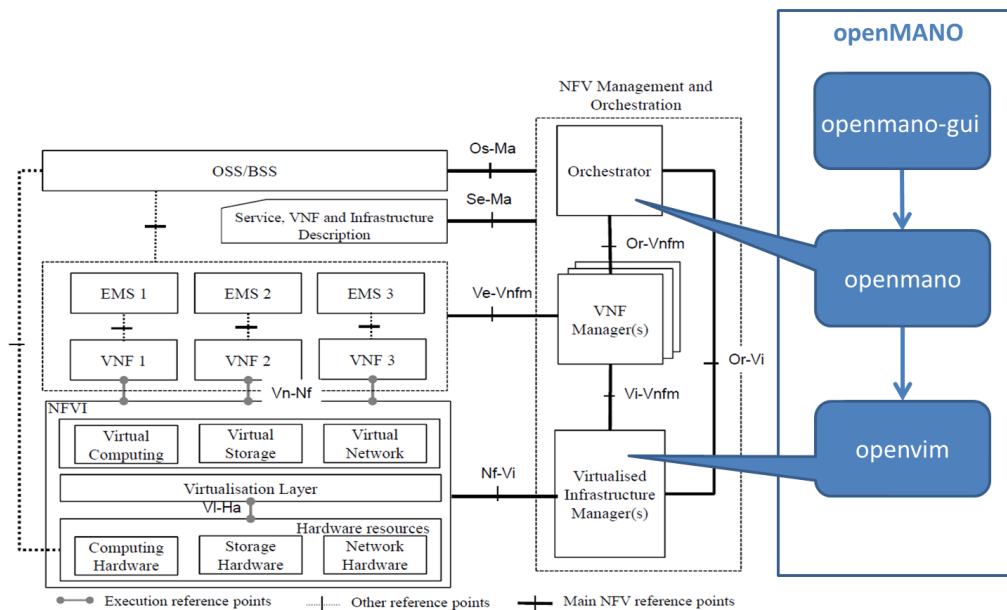 openMANO
openmano-gui
openmano
openvim
NFV Management and
Orchestration
Os-Ma
OSS/BSS
Orchestrator
Se-Ma
Service, VNF and Infrastructure
Description
Or-Vnfm
EMS 1
EMS 2
EMS 3
Ve-Vnfm
VNF
Manager(s)
VNF 1
VNF 2
VNF 3
Or-Vi
Vn-Nf
Vi-Vnfm
NFVI
Virtual
Computing
Virtual
Storage
Virtual
Network
Nf-Vi
Virtualised
Infrastructure
Manager(s)
Virtualisation Layer
Vl-Ha
Hardware resources
Computing
Hardware
Storage
Hardware
Network
Hardware
Execution reference points
Other reference points
Main NFV reference points